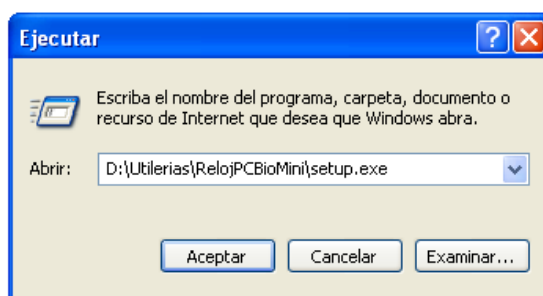 Ejecutar
Escriba el nombre del programa, carpeta, documento o
recurso de Internet que desea que Windows abra.
Abrir: D:\Utilerias\RelojPCBioMini\setup.exe
Aceptar Cancelar Examinar...